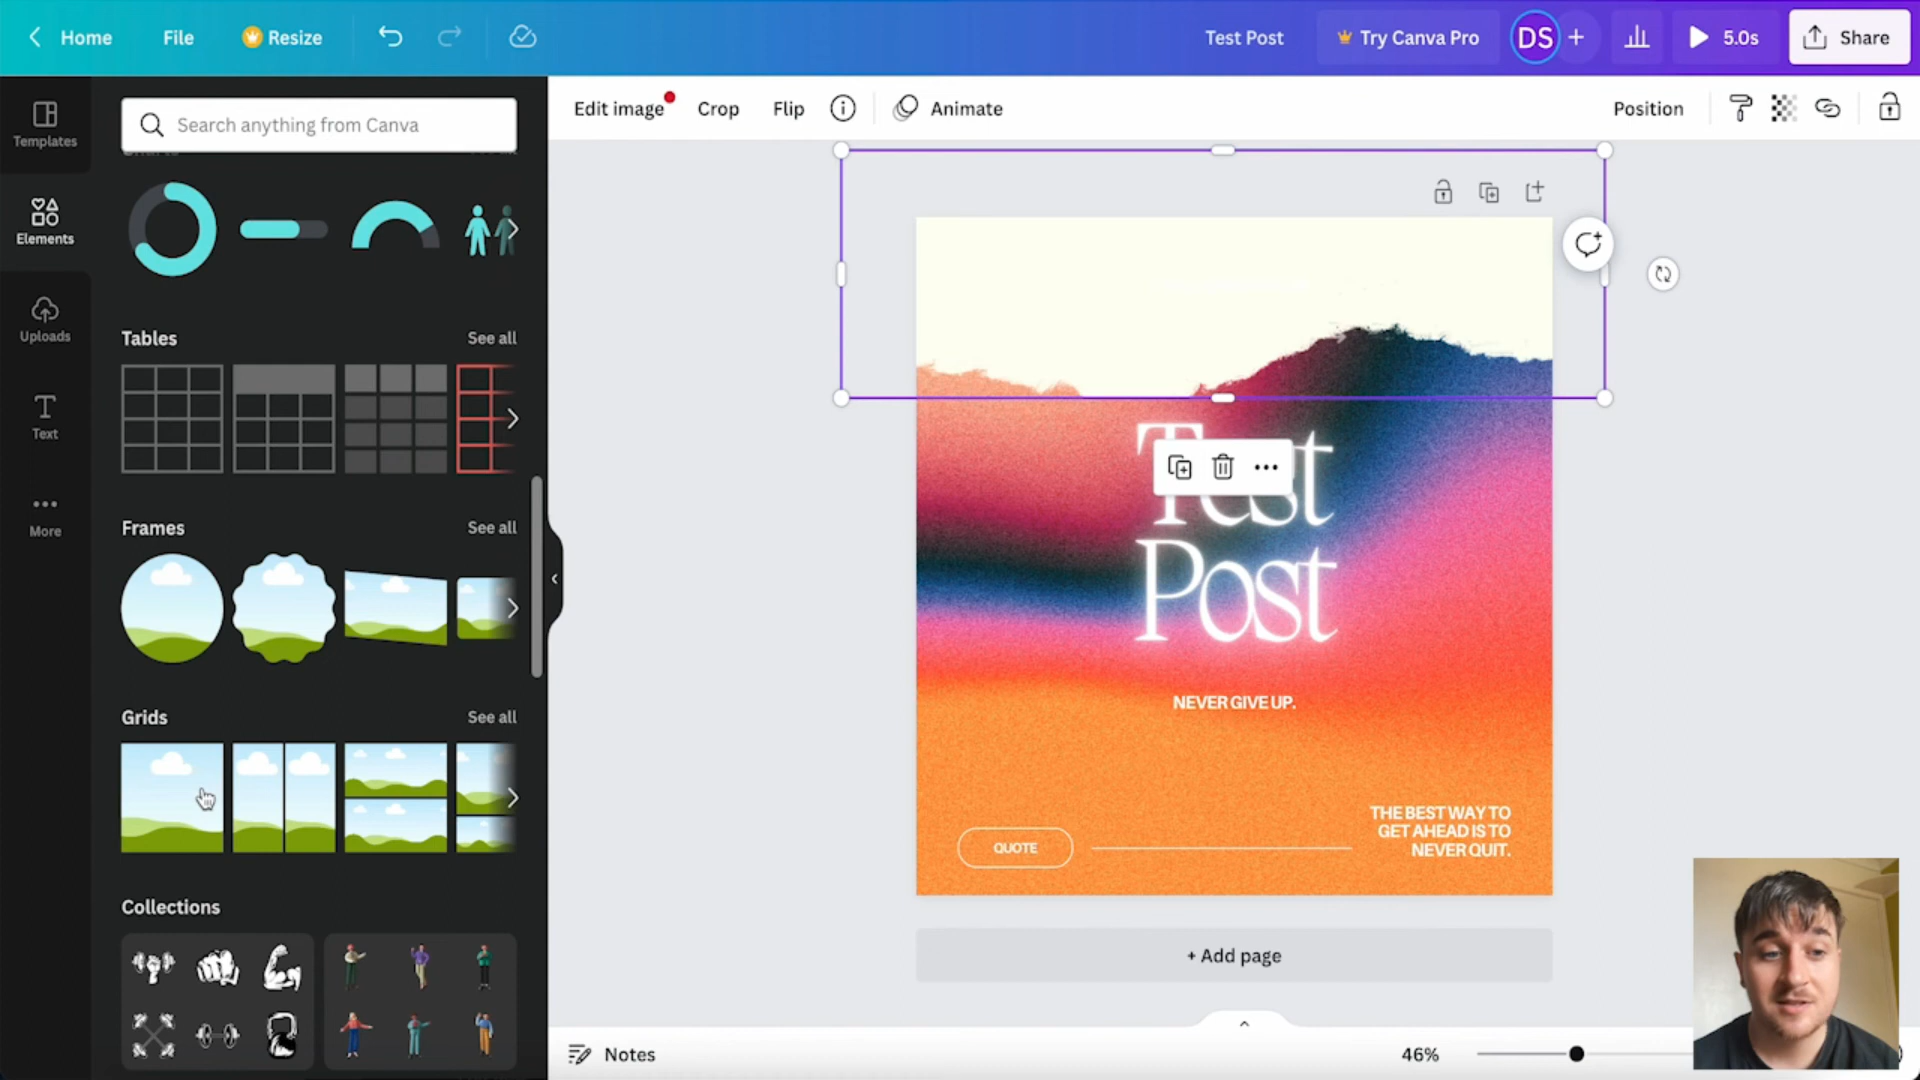 Home
File
Resize
Test Post
Try Canva Pro
DS
5.0s
Share
Templates
Elements
Uploads
Text
More
Search anything from Canva
Tables
See all
Frames
See all
Grids
See all
Collections
Edit image
Crop
Flip
Animate
Position
Test
Post
NEVER GIVE UP.
QUOTE
THE BEST WAY TO
GET AHEAD IS TO
NEVER QUIT.
+ Add page
Notes
46%